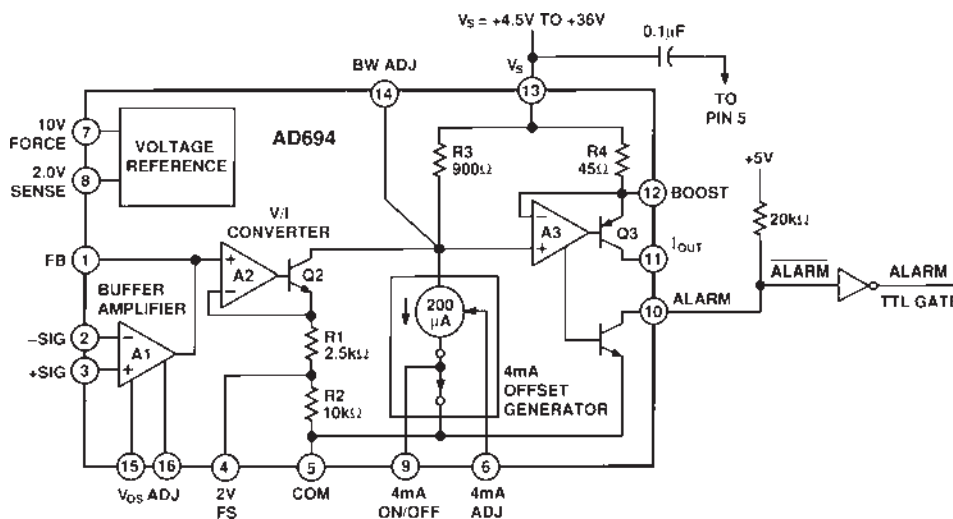 Vs = +4.5V TO +36V
0.1µF
TO
PIN 5
BW ADJ
Vs
14
13
10V
FORCE
7
2.0V
SENSE
8
VOLTAGE
REFERENCE
AD694
R3
900Ω
R4
45Ω
12
BOOST
+5V
20kΩ
V/I
CONVERTER
A3
Q3
IOUT
11
FB
1
A2
Q2
BUFFER
AMPLIFIER
200
µA
ALARM
10
ALARM
ALARM
TTL GATE
–SIG
2
+SIG
3
A1
R1
2.5kΩ
R2
10kΩ
4mA
OFFSET
GENERATOR
15
16
4
5
9
6
VOS ADJ
2V
FS
COM
4mA
ON/OFF
4mA
ADJ